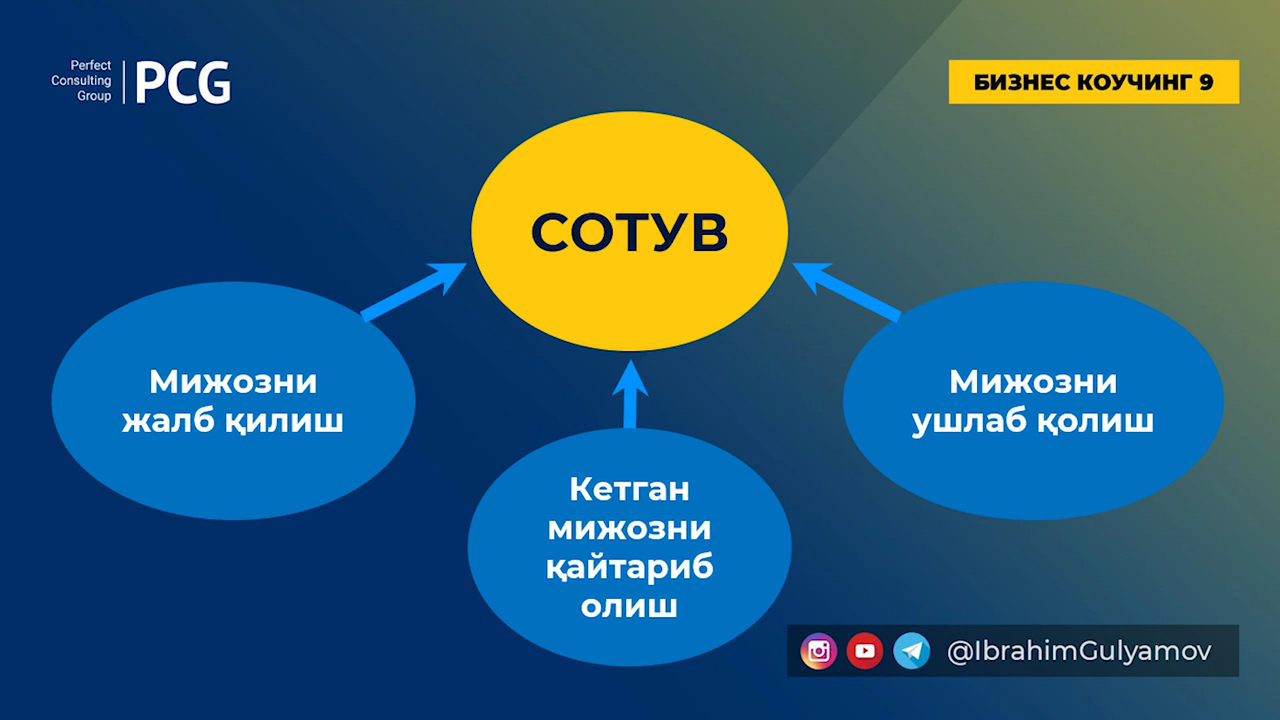 Perfect
Consulting
Group
PCG
БИЗНЕС КОУЧИНГ 9
СОТУВ
Мижозни
жалб қилиш
Мижозни
ушлаб қолиш
Кетган
мижозни
қайтариб
олиш
@IbrahimGulyamov